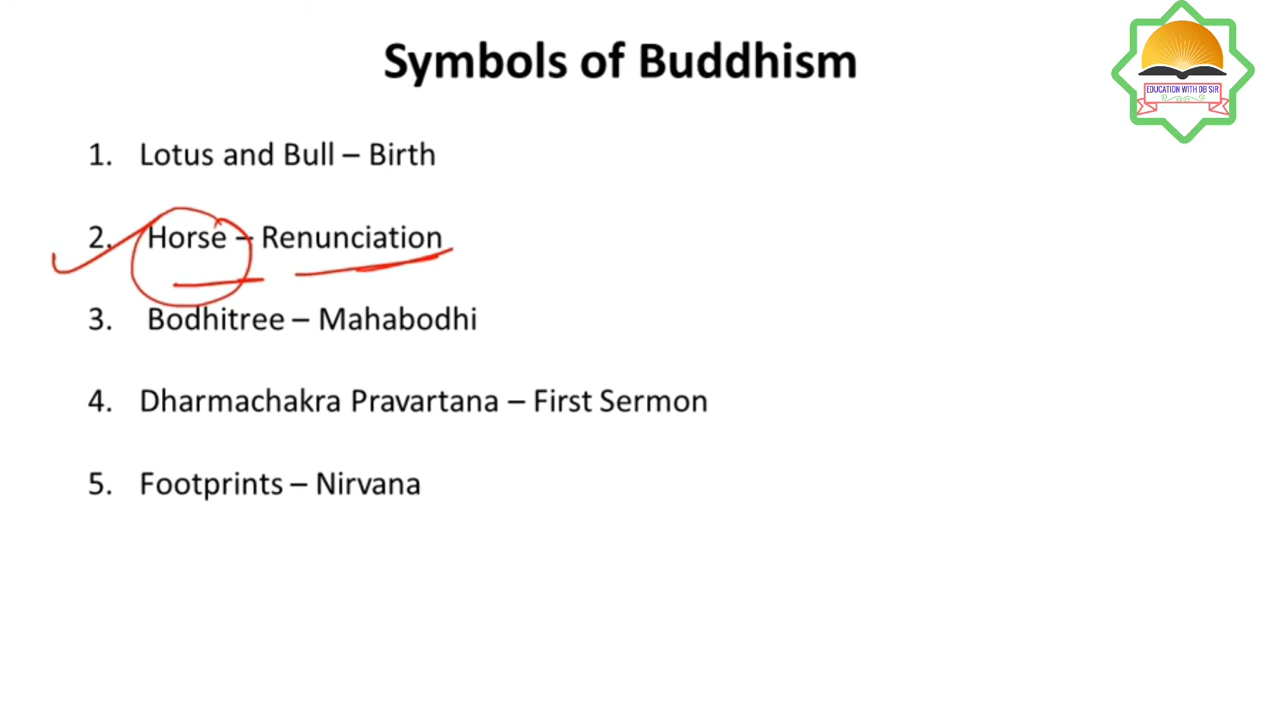 Symbols of Buddhism
EDUCATION WITH DB SIR
1. Lotus and Bull – Birth
2. Horse – Renunciation
3. Bodhitree – Mahabodhi
4. Dharmachakra Pravartana – First Sermon
5. Footprints – Nirvana